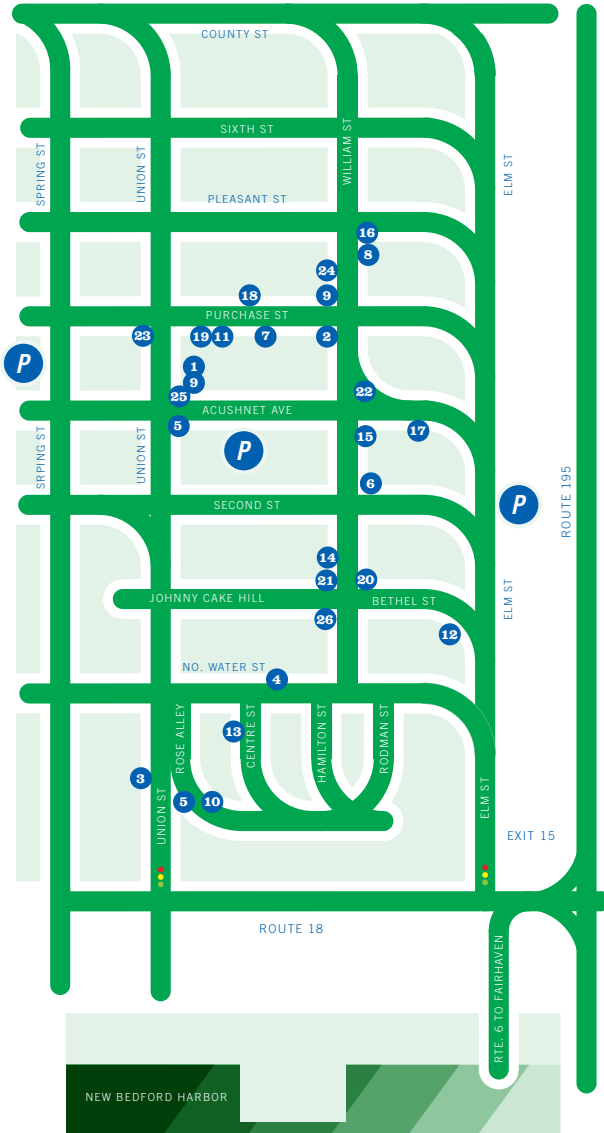 COUNTY ST
SIXTH ST
WILLIAM ST
SPRING ST
UNION ST
ELM ST
PLEASANT ST
16
8
24
18
9
PURCHASE ST
23
19
11
7
2
P
1
9
25
22
ACUSHNET AVE
5
17
15
P
SRPING ST
UNION ST
6
ROUTE 195
SECOND ST
P
14
21
20
JOHNNY CAKE HILL
BETHEL ST
ELM ST
26
12
NO. WATER ST
4
ROSE ALLEY
13
CENTRE ST
HAMILTON ST
RODMAN ST
3
5
10
UNION ST
ELM ST
EXIT 15
ROUTE 18
RTE. 6 TO FAIRHAVEN
NEW BEDFORD HARBOR